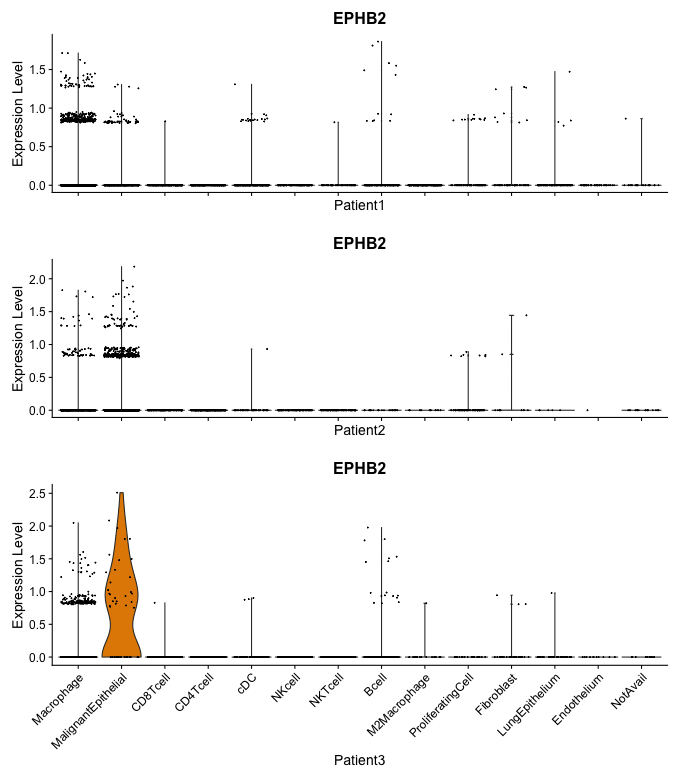 EPHB2
Expression Level
1.5
1.0
0.5
0.0
Patient1
EPHB2
Expression Level
2.0
1.5
1.0
0.5
0.0
Patient2
EPHB2
Expression Level
2.5
2.0
1.5
1.0
0.5
0.0
Macrophage
MalignantEpithelial
CD8Tcell
CD4Tcell
cDC
NKcell
NKTcell
Bcell
M2Macrophage
ProliferatingCell
Fibroblast
LungEpithelium
Endothelium
NotAvail
Patient3